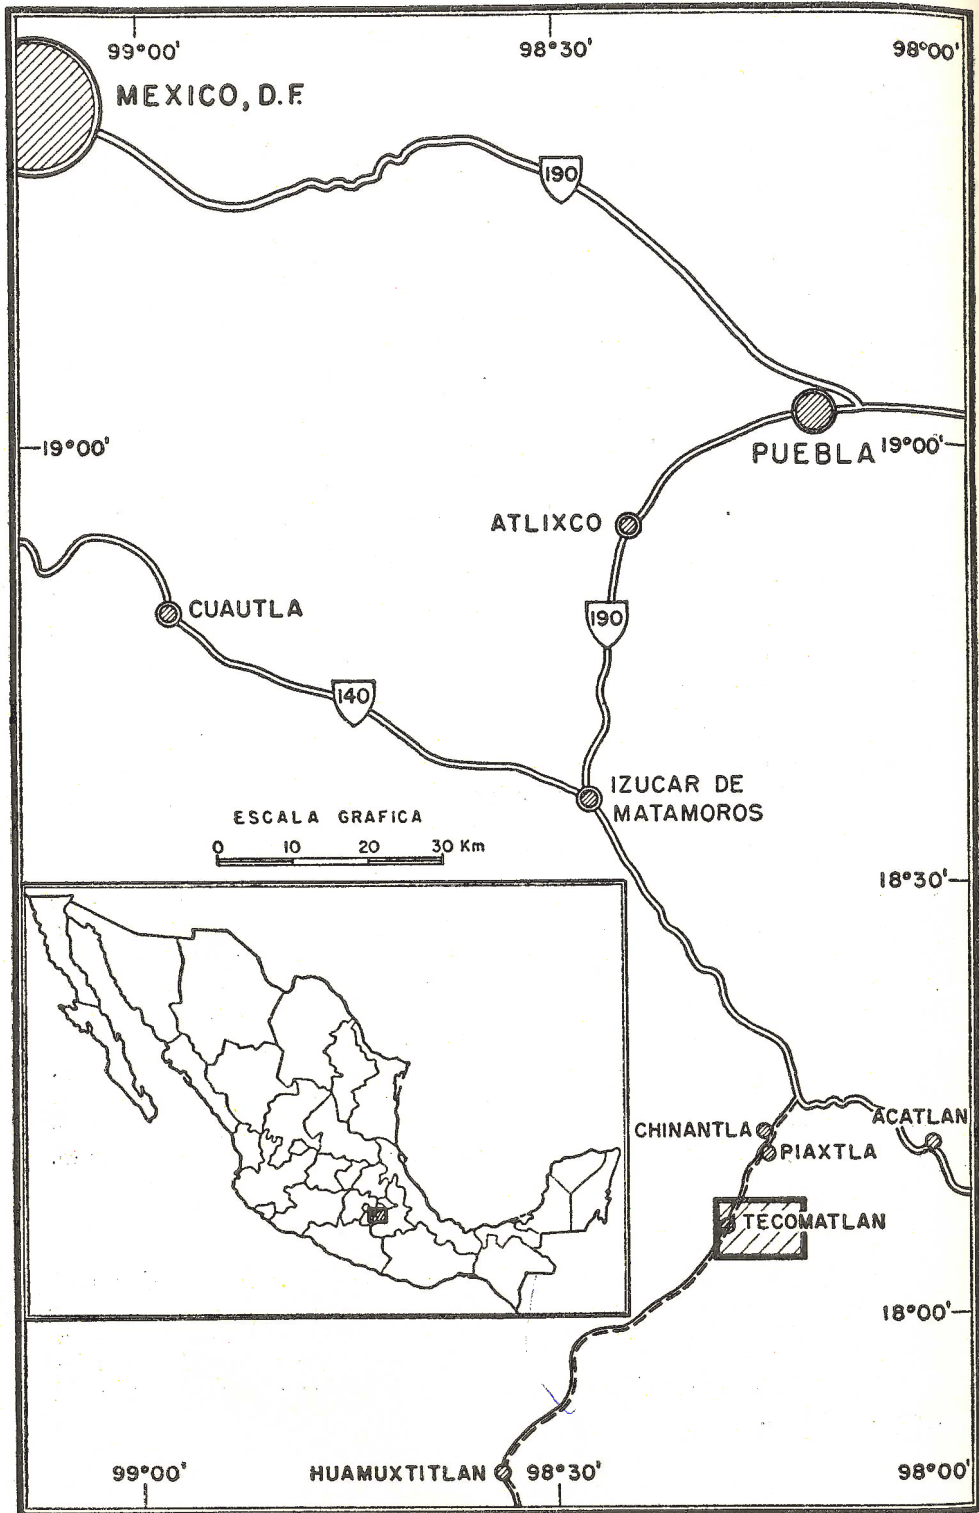 99°00'
98°30'
98°00'
MEXICO, D.F.
190
19°00'
PUEBLA
19°00'
ATLIXCO
CUAUTLA
190
140
IZUCAR DE
MATAMOROS
ESCALA GRAFICA
0 10 20 30 Km
18°30'
ACATLAN
CHINANTLA
PIAXTLA
TECOMATLAN
18°00'
99°00'
HUAMUXTITLAN
98°30'
98°00'